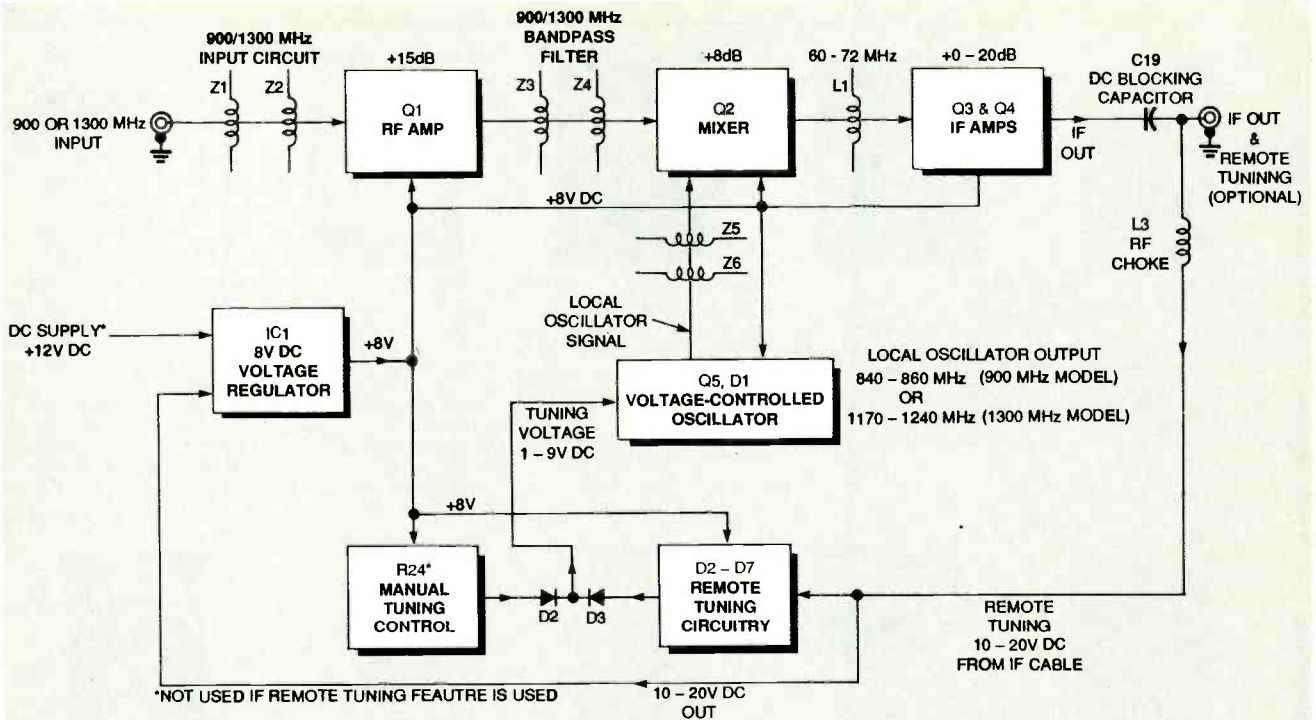 900/1300 MHz
INPUT CIRCUIT
Z1
Z2
900 OR 1300 MHz
INPUT
+15dB
Q1
RF AMP
900/1300 MHz
BANDPASS
FILTER
Z3
Z4
+8dB
Q2
MIXER
60 - 72 MHz
L1
+0 – 20dB
Q3 & Q4
IF AMPS
IF
OUT
C19
DC BLOCKING
CAPACITOR
IF OUT
&
REMOTE
TUNINNG
(OPTIONAL)
+8V DC
Z5
Z6
L3
RF
CHOKE
LOCAL
OSCILLATOR
SIGNAL
DC SUPPLY*
+12V DC
IC1
8V DC
VOLTAGE
REGULATOR
+8V
Q5, D1
VOLTAGE-CONTROLLED
OSCILLATOR
LOCAL OSCILLATOR OUTPUT
840 – 860 MHz (900 MHz MODEL)
OR
1170 – 1240 MHz (1300 MHz MODEL)
TUNING
VOLTAGE
1 – 9V DC
+8V
R24*
MANUAL
TUNING
CONTROL
D2
D3
D2 – D7
REMOTE
TUNING
CIRCUITRY
REMOTE
TUNING
10 – 20V DC
FROM IF CABLE
*NOT USED IF REMOTE TUNING FEAUTRE IS USED
10 – 20V DC
OUT